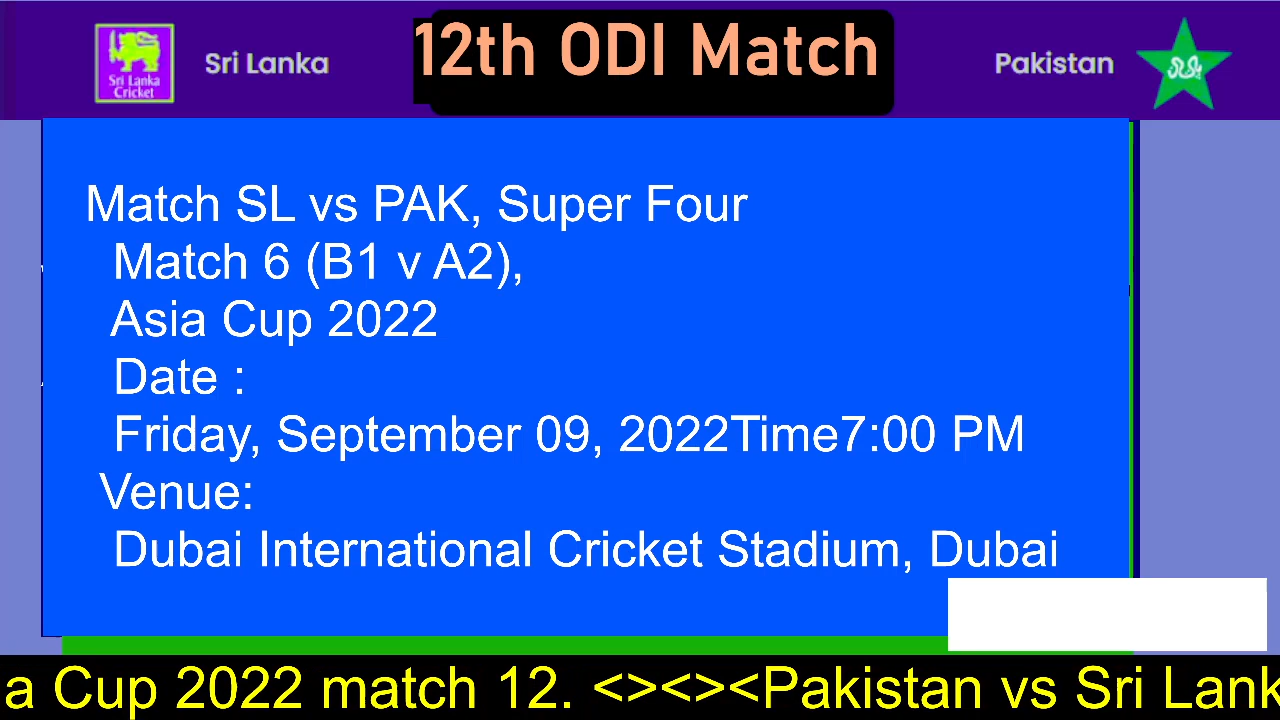 12th ODI Match
Sri Lanka
Cricket
Sri Lanka
Pakistan
Match SL vs PAK, Super Four
Match 6 (B1 v A2),
Asia Cup 2022
Date :
Friday, September 09, 2022Time7:00 PM
Venue:
Dubai International Cricket Stadium, Dubai
a Cup 2022 match 12. <><><Pakistan vs Sri Lank